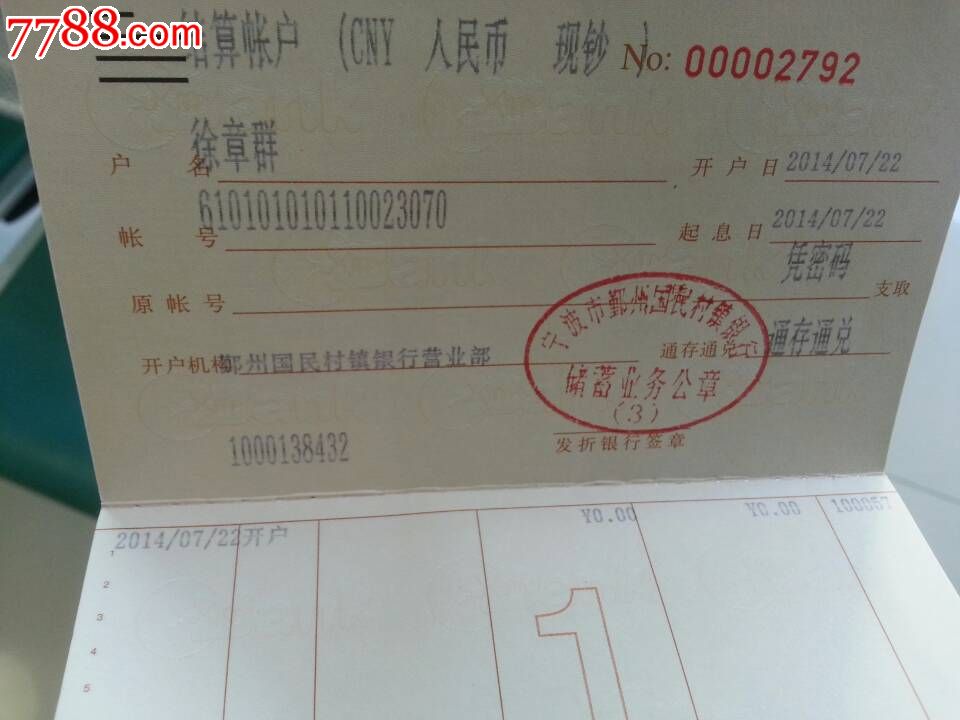 7788.com
结算帐户 (CNY 人民币 现钞 ) No: 00002792
户 名 徐章群 开户日 2014/07/22
帐 号 610101010110023070 起息日 2014/07/22
原帐号 凭密码 支取
开户机构 鄞州国民村镇银行营业部 通存通兑 通存通兑
宁波市鄞州国民村镇银行
储蓄业务公章
(3)
1000138432 发折银行签章
1 2014/07/22开户 ¥0.00 ¥0.00 100057
2
3
4
5
1